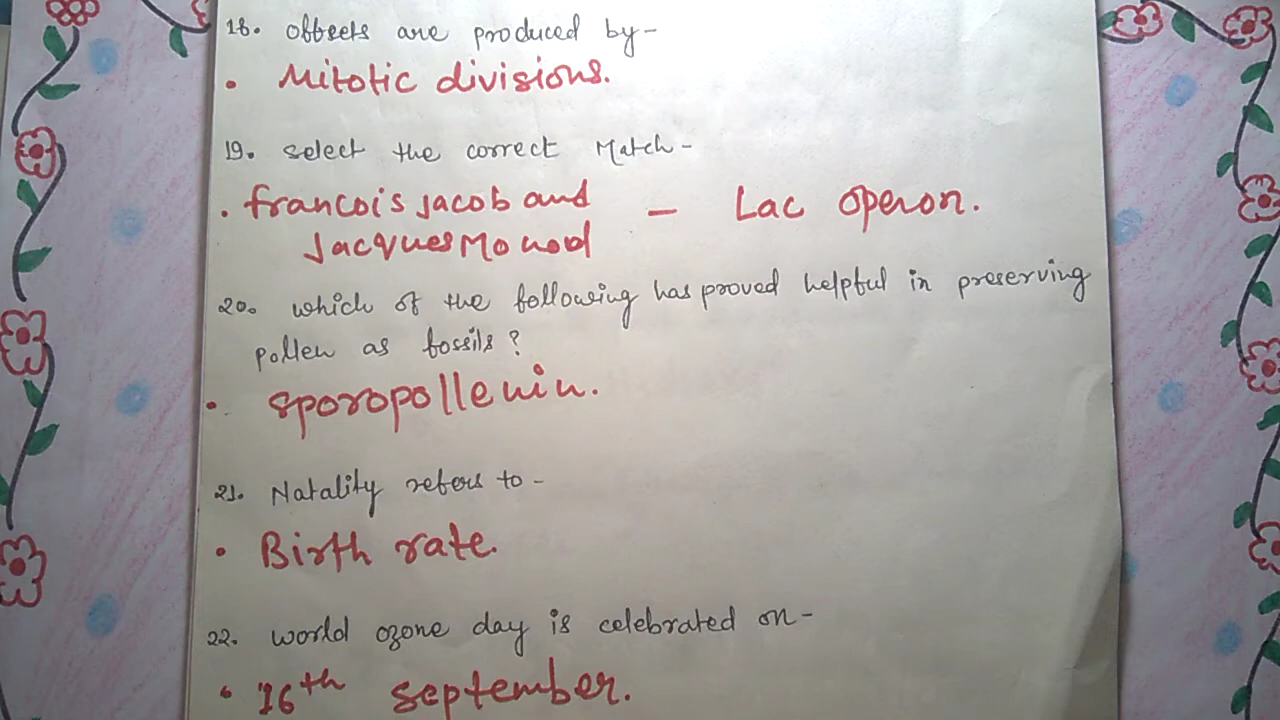 18. offsets are produced by-
• Mitotic divisions.
19. select the correct Match -
• francois jacob and - Lac operon.
Jacques Monod
20. which of the following has proved helpful in preserving
pollen as fossils?
• sporopollenin.
21. Natality refers to -
• Birth rate.
22. world ozone day is celebrated on-
• 16th september.